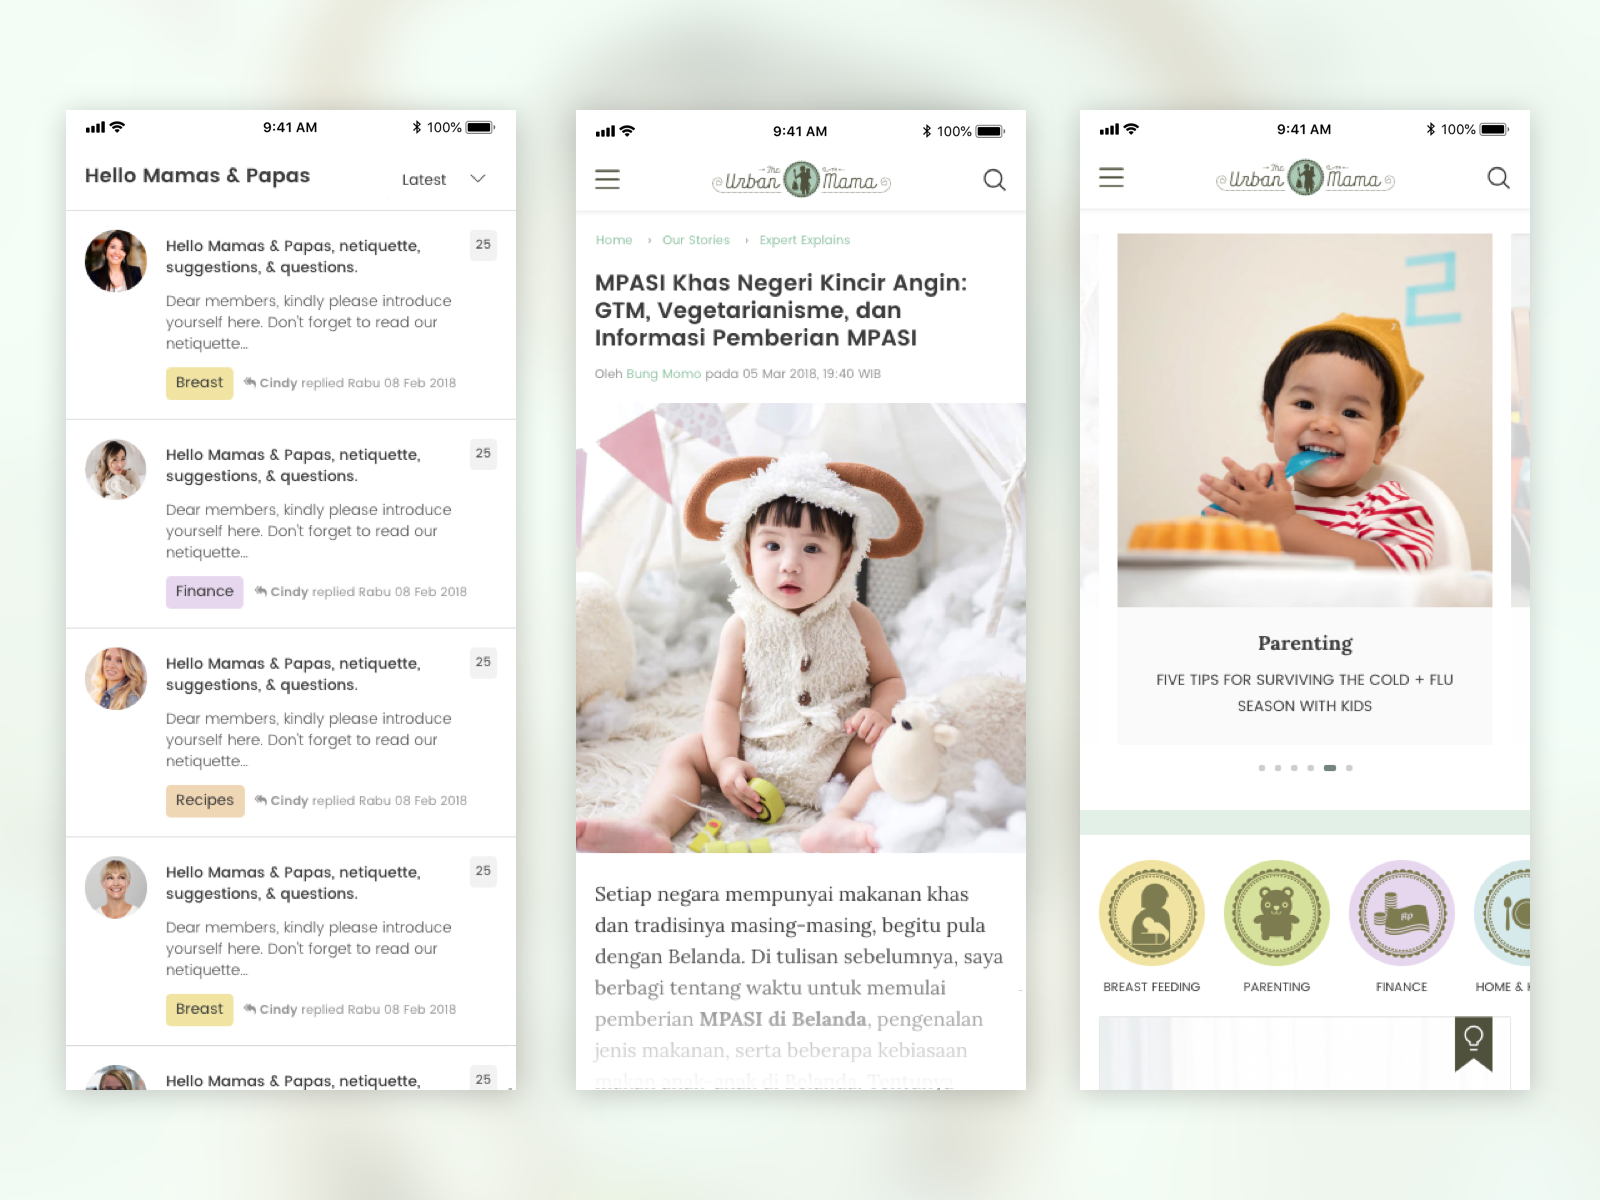 9:41 AM
100%
Hello Mamas & Papas
Latest
Hello Mamas & Papas, netiquette,
suggestions, & questions.
25
Dear members, kindly please introduce
yourself here. Don't forget to read our
netiquette...
Breast
Cindy replied Rabu 08 Feb 2018
Hello Mamas & Papas, netiquette,
suggestions, & questions.
25
Dear members, kindly please introduce
yourself here. Don't forget to read our
netiquette...
Finance
Cindy replied Rabu 08 Feb 2018
Hello Mamas & Papas, netiquette,
suggestions, & questions.
25
Dear members, kindly please introduce
yourself here. Don't forget to read our
netiquette...
Recipes
Cindy replied Rabu 08 Feb 2018
Hello Mamas & Papas, netiquette,
suggestions, & questions.
25
Dear members, kindly please introduce
yourself here. Don't forget to read our
netiquette...
Breast
Cindy replied Rabu 08 Feb 2018
Hello Mamas & Papas, netiquette,
25
9:41 AM
100%
The Urban Mama
Home › Our Stories › Expert Explains
MPASI Khas Negeri Kincir Angin:
GTM, Vegetarianisme, dan
Informasi Pemberian MPASI
Oleh Bung Momo pada 05 Mar 2018, 19:40 WIB
Setiap negara mempunyai makanan khas
dan tradisinya masing-masing, begitu pula
dengan Belanda. Di tulisan sebelumnya, saya
berbagi tentang waktu untuk memulai
pemberian MPASI di Belanda, pengenalan
jenis makanan, serta beberapa kebiasaan
makan anak-anak di Belanda. Tentunya
9:41 AM
100%
The Urban Mama
2
Parenting
FIVE TIPS FOR SURVIVING THE COLD + FLU
SEASON WITH KIDS
Rp
BREAST FEEDING
PARENTING
FINANCE
HOME &